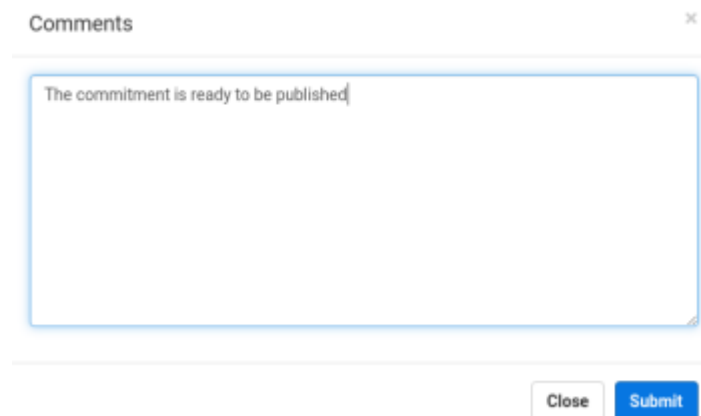 Comments
×
The commitment is ready to be published
Close Submit